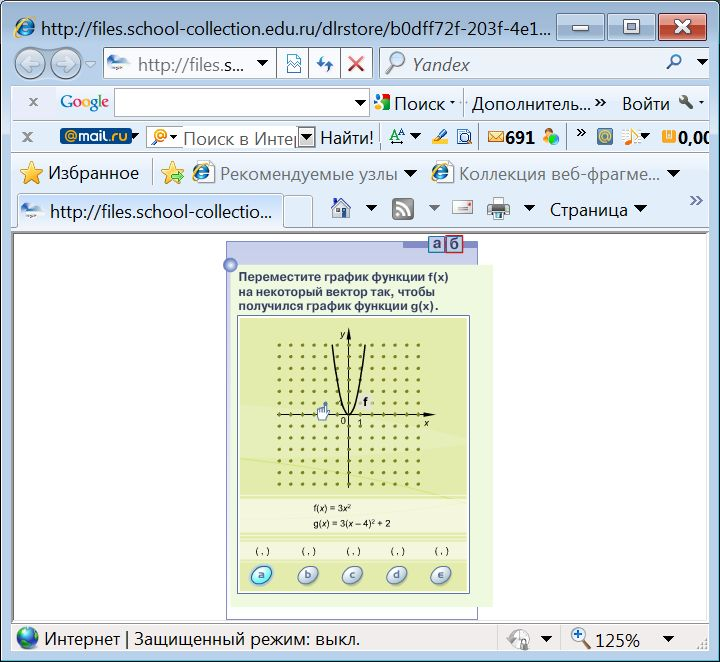 http://files.school-collection.edu.ru/dlrstore/b0dff72f-203f-4e1...
http://files.s... Yandex
x Google Поиск Дополнитель... » Войти
x @mail.ru Поиск в Инте Найти! 691 » 0,00
Избранное Рекомендуемые узлы Коллекция веб-фрагме...
http://files.school-collectio... Страница »
а б
Переместите график функции f(x)
на некоторый вектор так, чтобы
получился график функции g(x).
y
f
0 1 x
f(x) = 3x²
g(x) = 3(x – 4)² + 2
( , ) ( , ) ( , ) ( , ) ( , )
a b c d e
Интернет | Защищенный режим: выкл. 125%